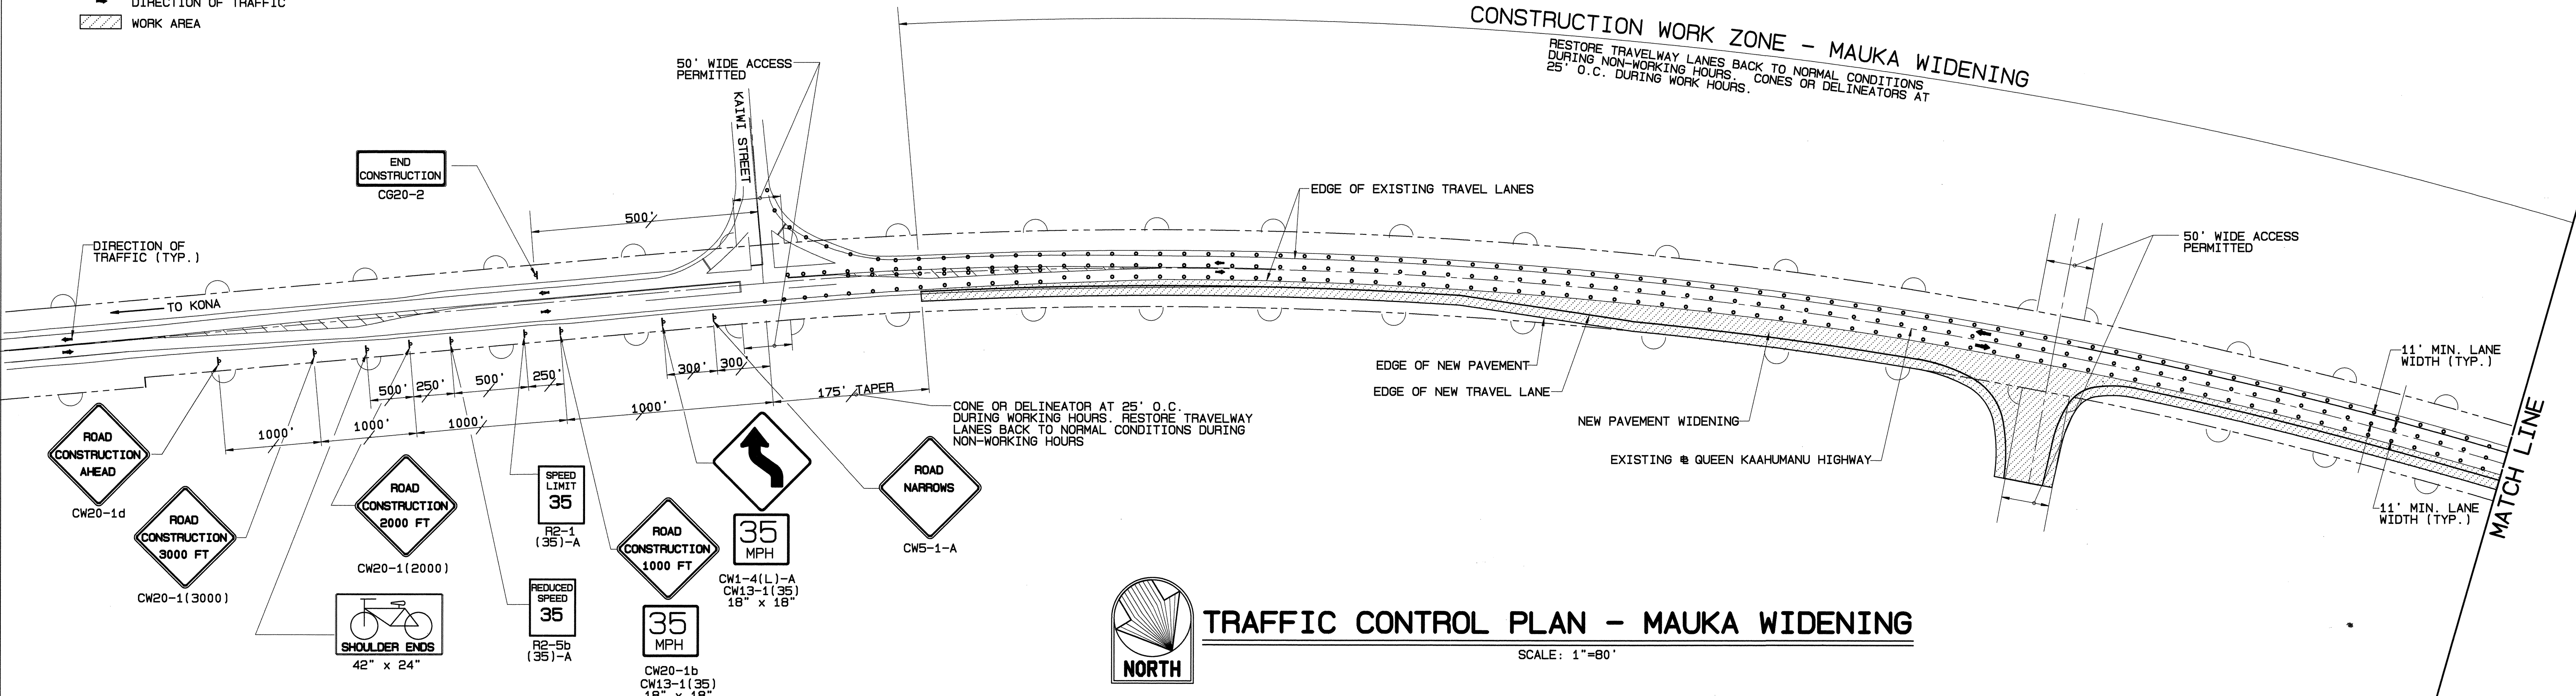 DIRECTION OF TRAFFIC
WORK AREA
CONSTRUCTION WORK ZONE - MAUKA WIDENING
RESTORE TRAVELWAY LANES BACK TO NORMAL CONDITIONS
DURING NON-WORKING HOURS. CONES OR DELINEATORS AT
25' O.C. DURING WORK HOURS.
50' WIDE ACCESS
PERMITTED
KAIWI STREET
END
CONSTRUCTION
CG20-2
500'
EDGE OF EXISTING TRAVEL LANES
50' WIDE ACCESS
PERMITTED
DIRECTION OF
TRAFFIC (TYP.)
TO KONA
300'
300'
500'
250'
500'
250'
175' TAPER
1000'
1000'
1000'
1000'
CONE OR DELINEATOR AT 25' O.C.
DURING WORKING HOURS. RESTORE TRAVELWAY
LANES BACK TO NORMAL CONDITIONS DURING
NON-WORKING HOURS
EDGE OF NEW PAVEMENT
EDGE OF NEW TRAVEL LANE
NEW PAVEMENT WIDENING
EXISTING ℄ QUEEN KAAHUMANU HIGHWAY
11' MIN. LANE
WIDTH (TYP.)
11' MIN. LANE
WIDTH (TYP.)
MATCH LINE
ROAD
CONSTRUCTION
AHEAD
CW20-1d
ROAD
CONSTRUCTION
3000 FT
CW20-1(3000)
SHOULDER ENDS
42" x 24"
ROAD
CONSTRUCTION
2000 FT
CW20-1(2000)
REDUCED
SPEED
35
R2-5b
(35)-A
SPEED
LIMIT
35
R2-1
(35)-A
ROAD
CONSTRUCTION
1000 FT
35
MPH
CW20-1b
CW13-1(35)
18" x 18"
35
MPH
CW1-4(L)-A
CW13-1(35)
18" x 18"
ROAD
NARROWS
CW5-1-A
NORTH
TRAFFIC CONTROL PLAN - MAUKA WIDENING
SCALE: 1"=80'